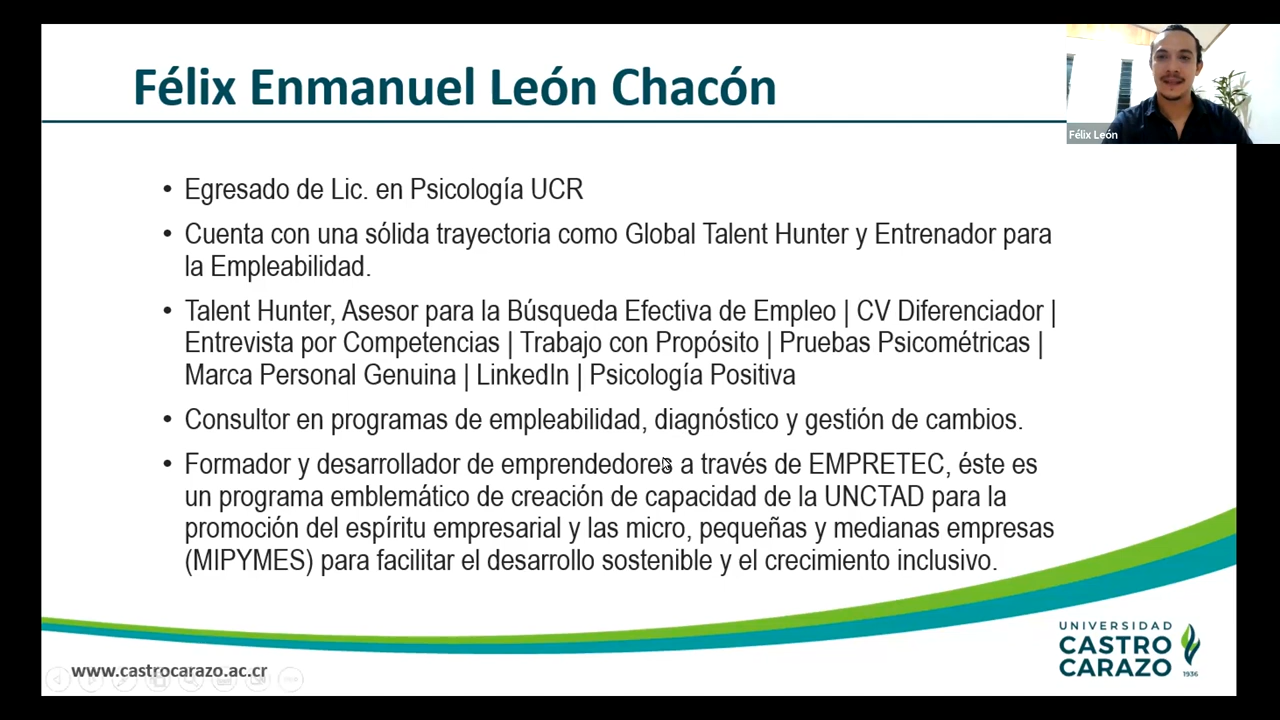 Félix Enmanuel León Chacón
Félix León
• Egresado de Lic. en Psicología UCR
• Cuenta con una sólida trayectoria como Global Talent Hunter y Entrenador para
la Empleabilidad.
• Talent Hunter, Asesor para la Búsqueda Efectiva de Empleo | CV Diferenciador |
Entrevista por Competencias | Trabajo con Propósito | Pruebas Psicométricas |
Marca Personal Genuina | LinkedIn | Psicología Positiva
• Consultor en programas de empleabilidad, diagnóstico y gestión de cambios.
• Formador y desarrollador de emprendedores a través de EMPRETEC, éste es
un programa emblemático de creación de capacidad de la UNCTAD para la
promoción del espíritu empresarial y las micro, pequeñas y medianas empresas
(MIPYMES) para facilitar el desarrollo sostenible y el crecimiento inclusivo.
www.castrocarazo.ac.cr
UNIVERSIDAD
CASTRO
CARAZO
1936